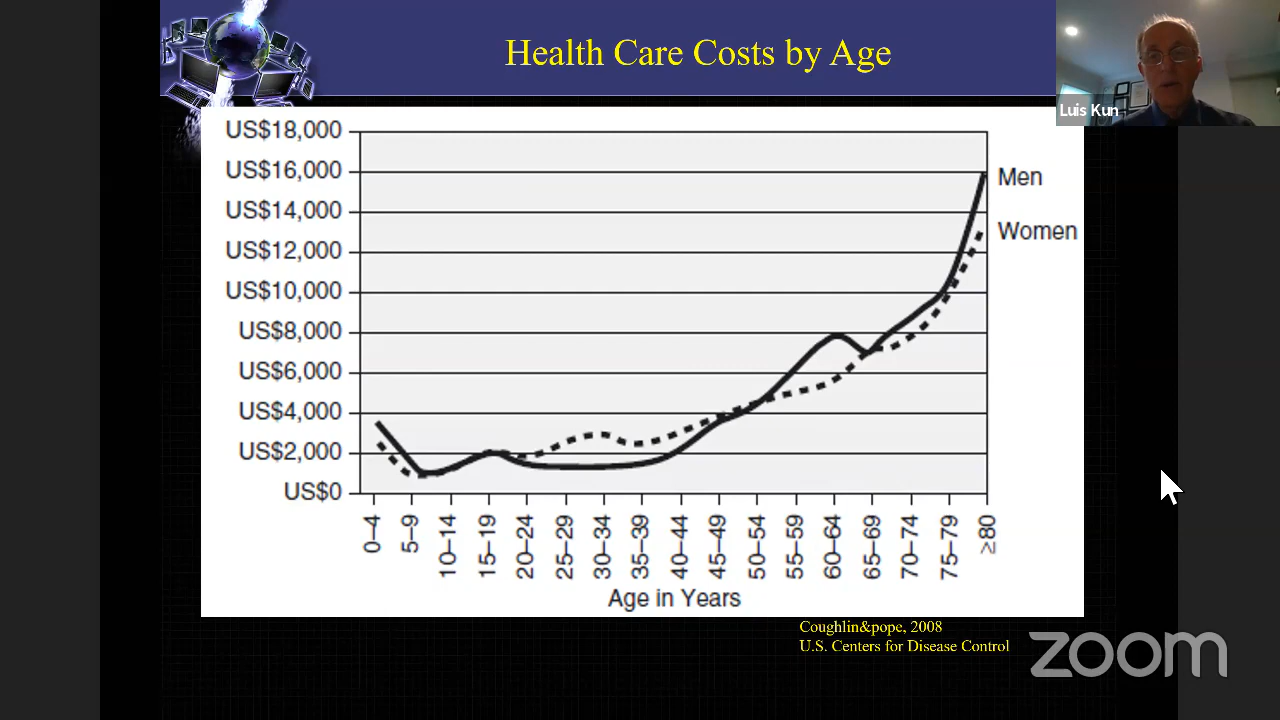 Health Care Costs by Age
Luis Kun
US$18,000
US$16,000
US$14,000
US$12,000
US$10,000
US$8,000
US$6,000
US$4,000
US$2,000
US$0
Men
Women
0–4
5–9
10–14
15–19
20–24
25–29
30–34
35–39
40–44
45–49
50–54
55–59
60–64
65–69
70–74
75–79
≥80
Age in Years
Coughlin&pope, 2008
U.S. Centers for Disease Control
zoom